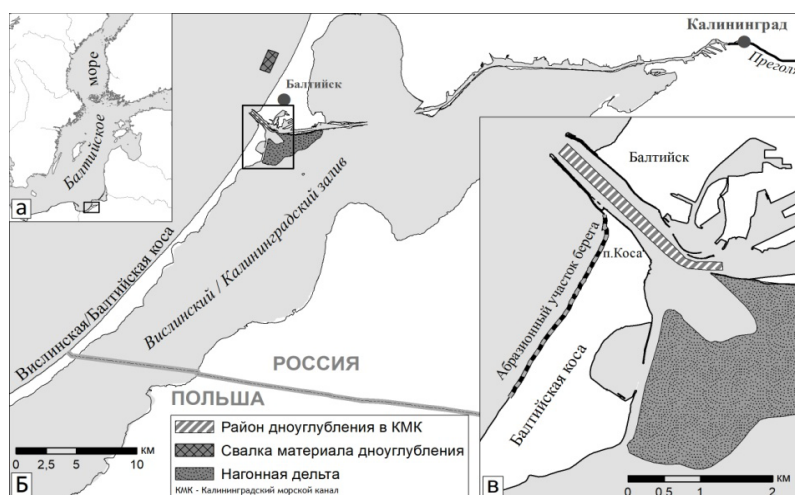 Балтийское море
а
Калининград
Преголя
Балтийск
Вислинский / Калининградский залив
Вислинская/Балтийская коса
РОССИЯ
ПОЛЬША
Район дноуглубления в КМК
Свалка материала дноуглубления
Нагонная дельта
КМК - Калининградский морской канал
км
0 2,5 5 10
Б
Балтийск
п.Коса
Абразионный участок берега
Балтийская коса
км
0 0,5 1 2
в